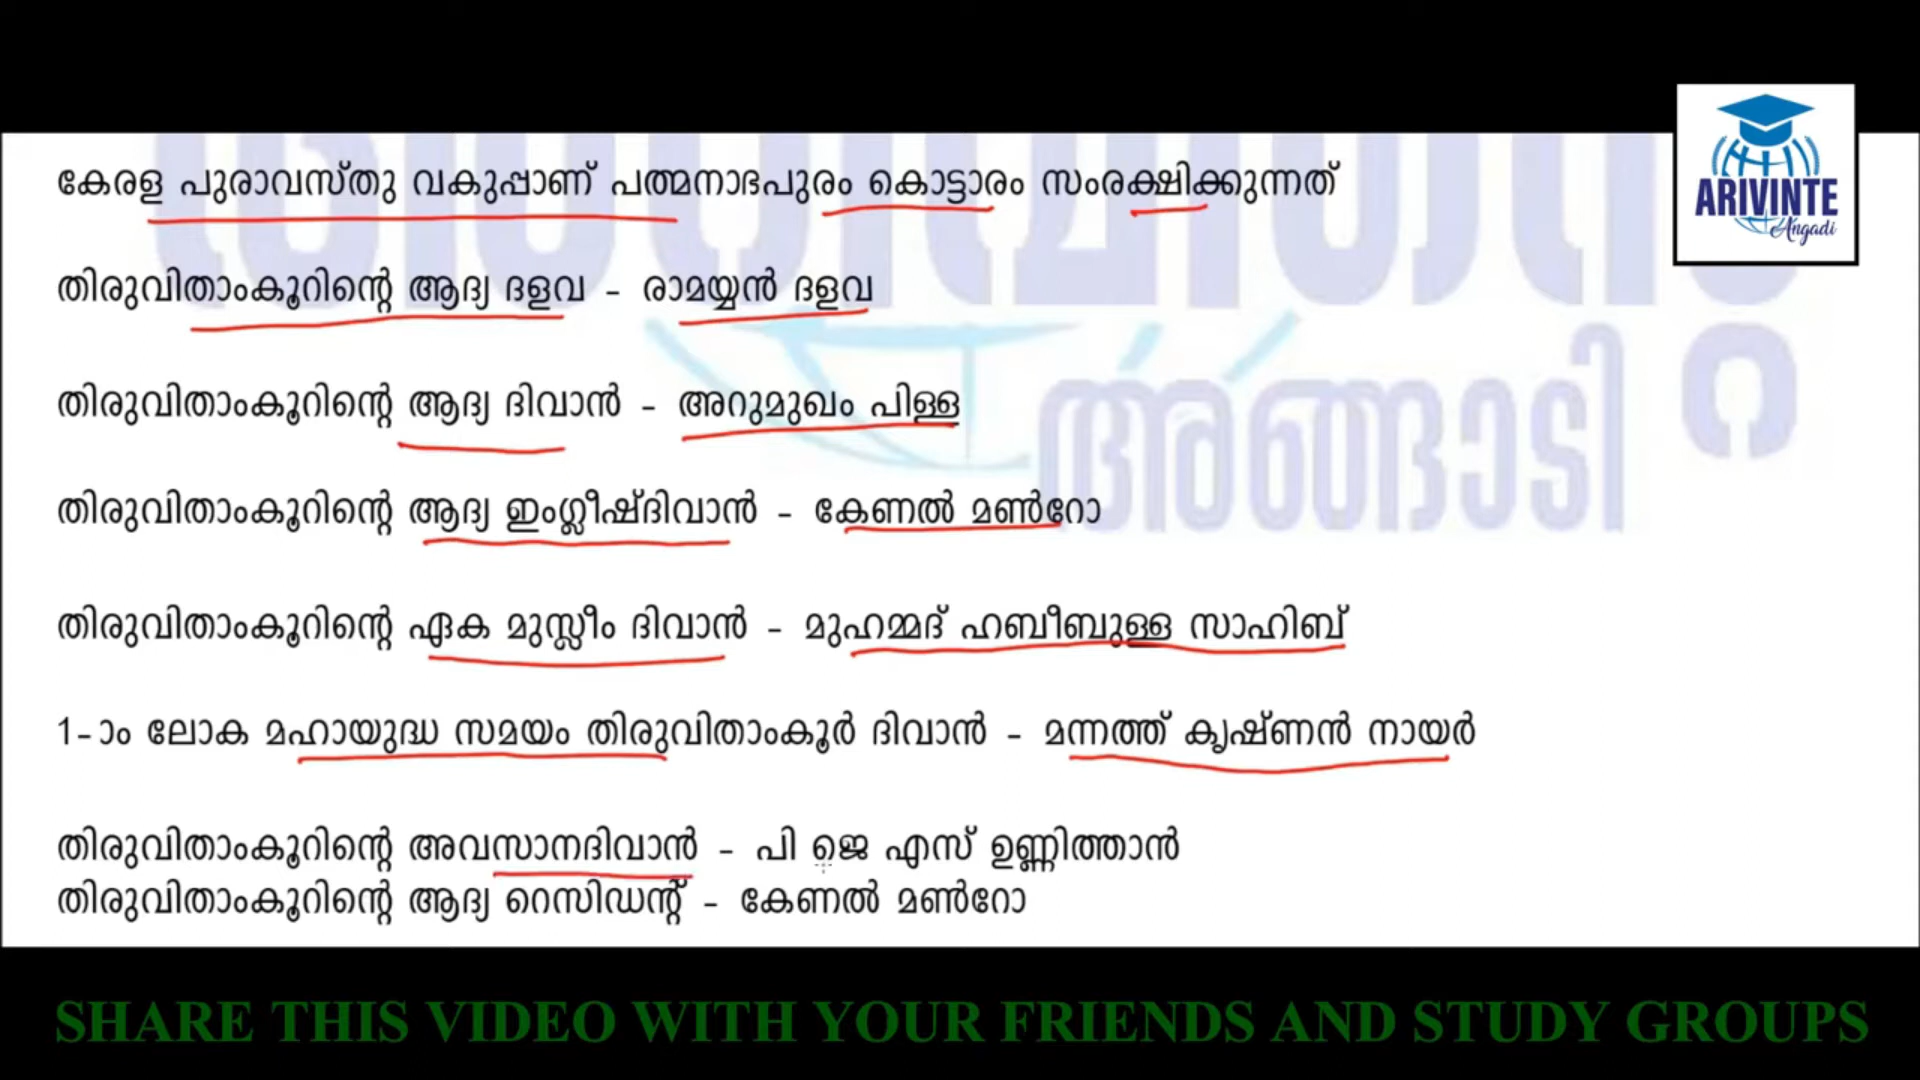 ARIVINTE
Angadi
കേരള പുരാവസ്തു വകുപ്പാണ് പത്മനാഭപുരം കൊട്ടാരം സംരക്ഷിക്കുന്നത്
തിരുവിതാംകൂറിന്റെ ആദ്യ ദളവ - രാമയ്യൻ ദളവ
തിരുവിതാംകൂറിന്റെ ആദ്യ ദിവാൻ - അറുമുഖം പിള്ള
അങ്ങാടി
തിരുവിതാംകൂറിന്റെ ആദ്യ ഇംഗ്ലീഷ്ദിവാൻ - കേണൽ മൺറോ
തിരുവിതാംകൂറിന്റെ ഏക മുസ്ലീം ദിവാൻ - മുഹമ്മദ് ഹബീബുള്ള സാഹിബ്
1-ാം ലോക മഹായുദ്ധ സമയം തിരുവിതാംകൂർ ദിവാൻ - മന്നത്ത് കൃഷ്ണൻ നായർ
തിരുവിതാംകൂറിന്റെ അവസാനദിവാൻ - പി ജെ എസ് ഉണ്ണിത്താൻ
തിരുവിതാംകൂറിന്റെ ആദ്യ റെസിഡന്റ് - കേണൽ മൺറോ
SHARE THIS VIDEO WITH YOUR FRIENDS AND STUDY GROUPS